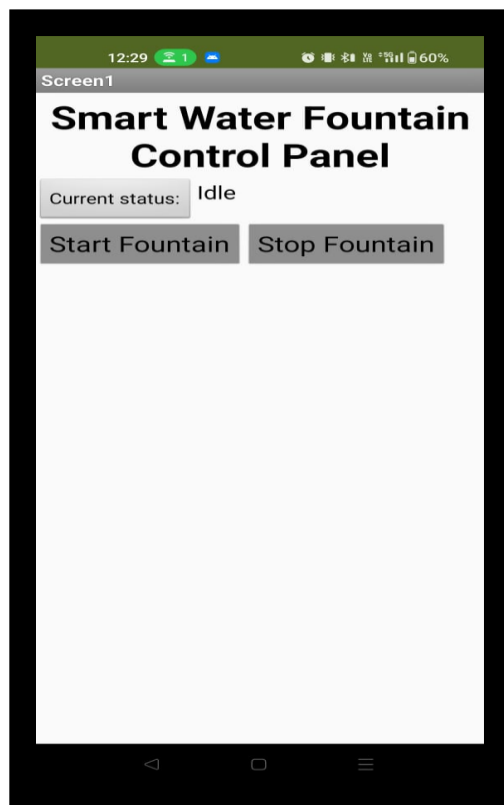 12:29 1 60%
Screen1
Smart Water Fountain
Control Panel
Current status: Idle
Start Fountain Stop Fountain